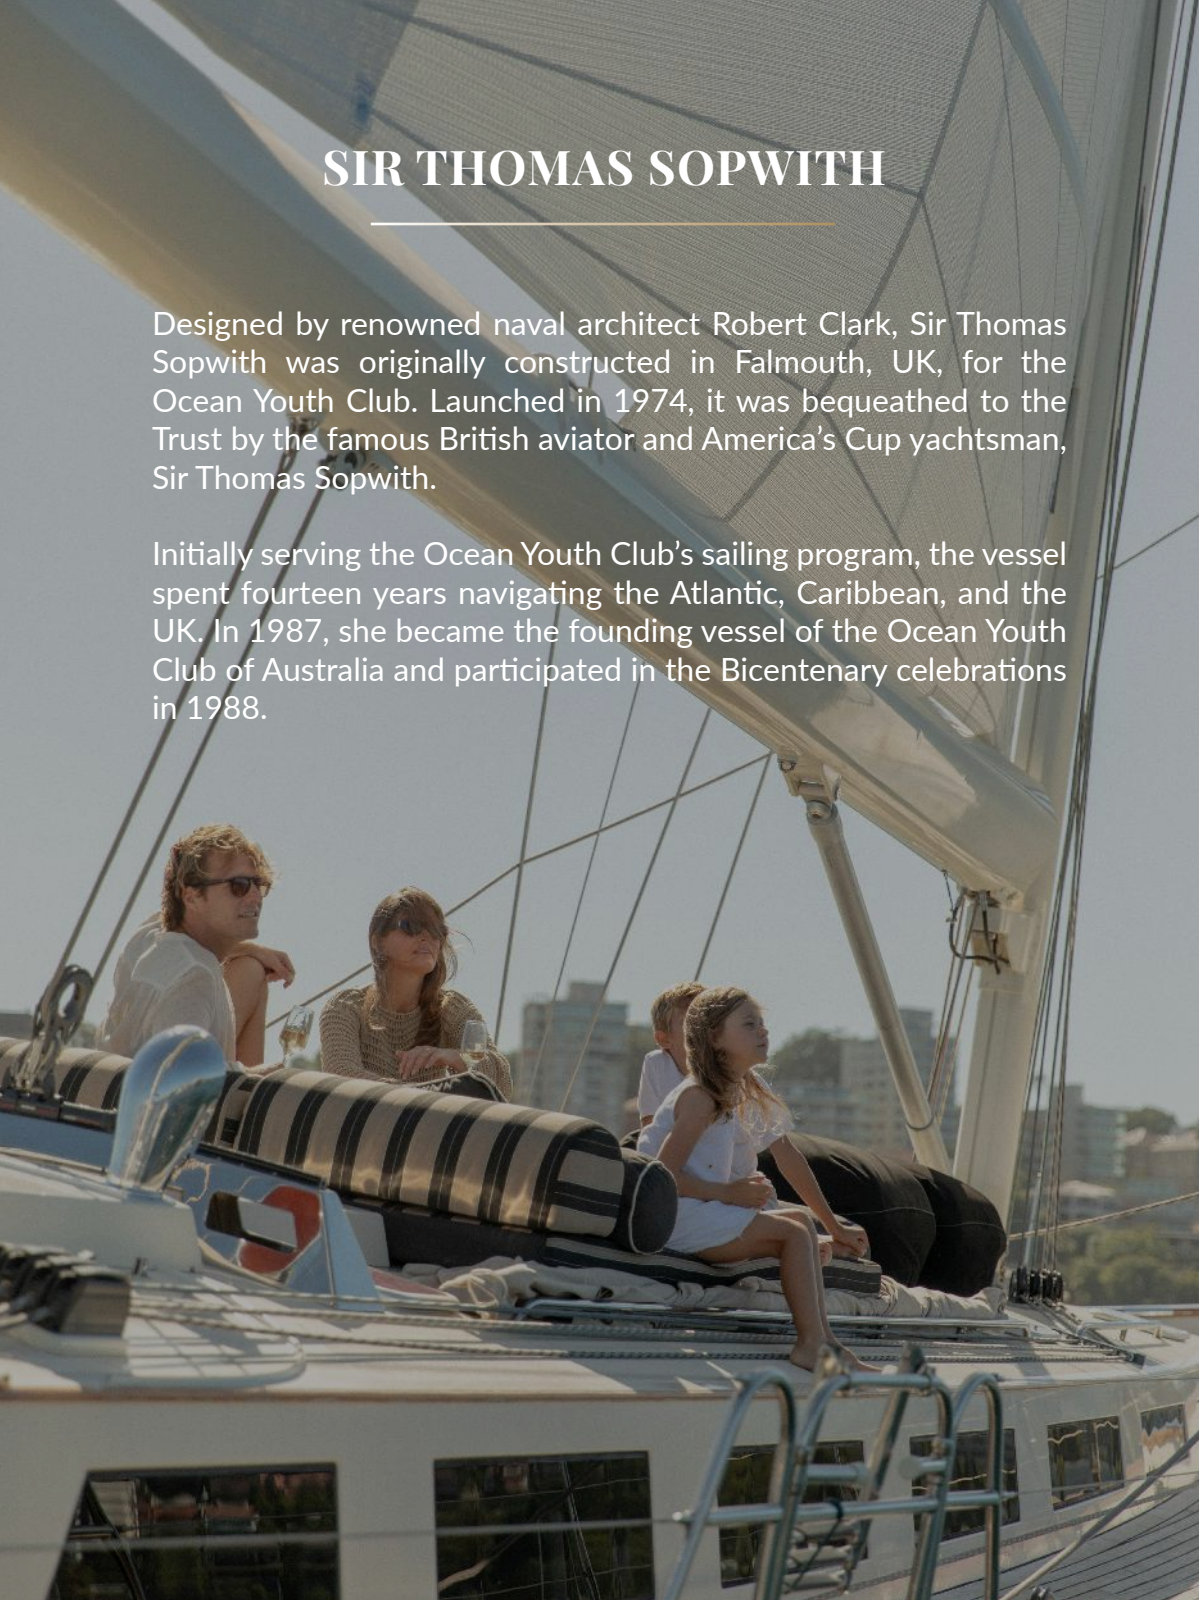 SIR THOMAS SOPWITH
Designed by renowned naval architect Robert Clark, Sir Thomas
Sopwith was originally constructed in Falmouth, UK, for the
Ocean Youth Club. Launched in 1974, it was bequeathed to the
Trust by the famous British aviator and America’s Cup yachtsman,
Sir Thomas Sopwith.
Initially serving the Ocean Youth Club’s sailing program, the vessel
spent fourteen years navigating the Atlantic, Caribbean, and the
UK. In 1987, she became the founding vessel of the Ocean Youth
Club of Australia and participated in the Bicentenary celebrations
in 1988.